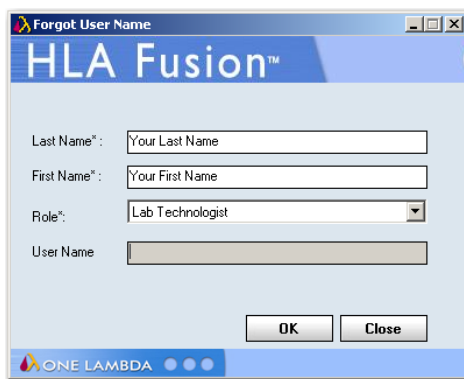 Forgot User Name
HLA Fusion™
Last Name* :
Your Last Name
First Name* :
Your First Name
Role*:
Lab Technologist
User Name
OK
Close
ONE LAMBDA